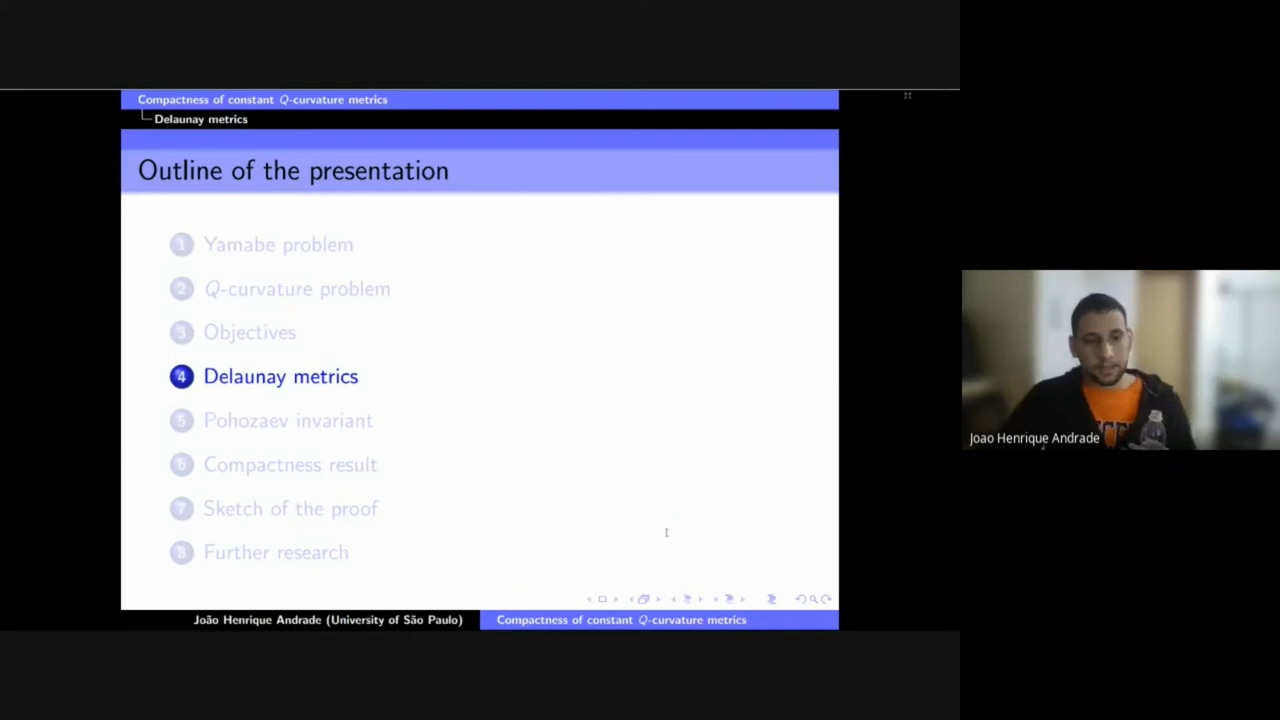 Compactness of constant Q-curvature metrics
Delaunay metrics
Outline of the presentation
1 Yamabe problem
2 Q-curvature problem
3 Objectives
4 Delaunay metrics
5 Pohozaev invariant
6 Compactness result
7 Sketch of the proof
8 Further research
João Henrique Andrade (University of São Paulo)
Compactness of constant Q-curvature metrics
Joao Henrique Andrade